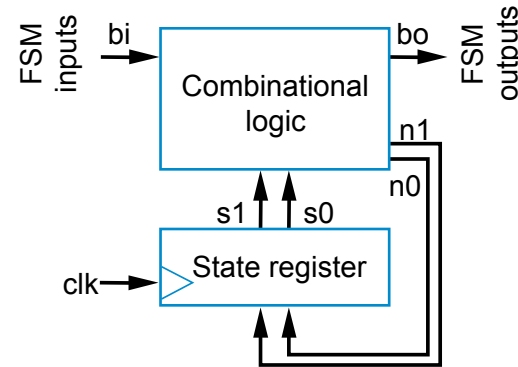 FSM
inputs
bi
Combinational
logic
bo
FSM
outputs
n1
n0
s1
s0
State register
clk